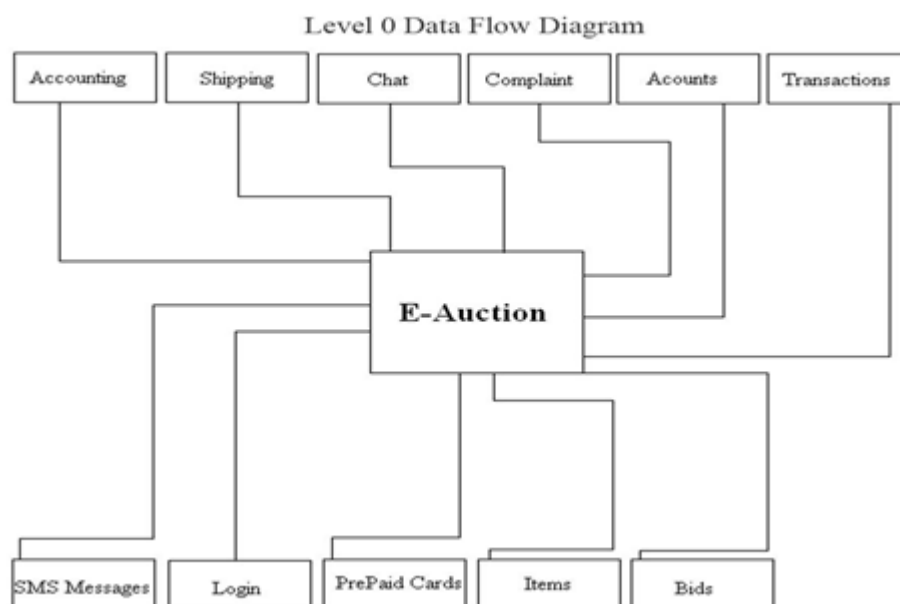 Level 0 Data Flow Diagram
Accounting
Shipping
Chat
Complaint
Acounts
Transactions
E-Auction
SMS Messages
Login
PrePaid Cards
Items
Bids